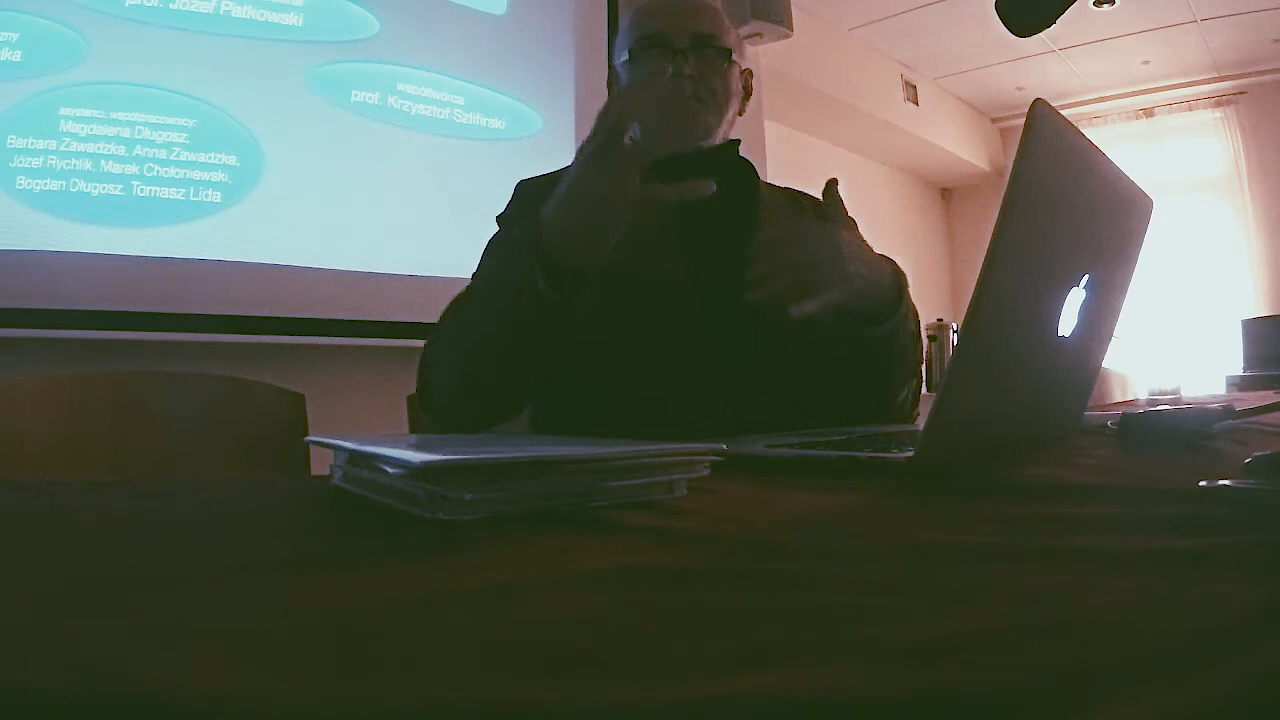 prof. Józef Patkowski
współtwórca
prof. Krzysztof Szlifirski
asystenci, współpracownicy:
Magdalena Długosz,
Barbara Zawadzka, Anna Zawadzka,
Józef Rychlik, Marek Chołoniewski,
Bogdan Długosz, Tomasz Lida